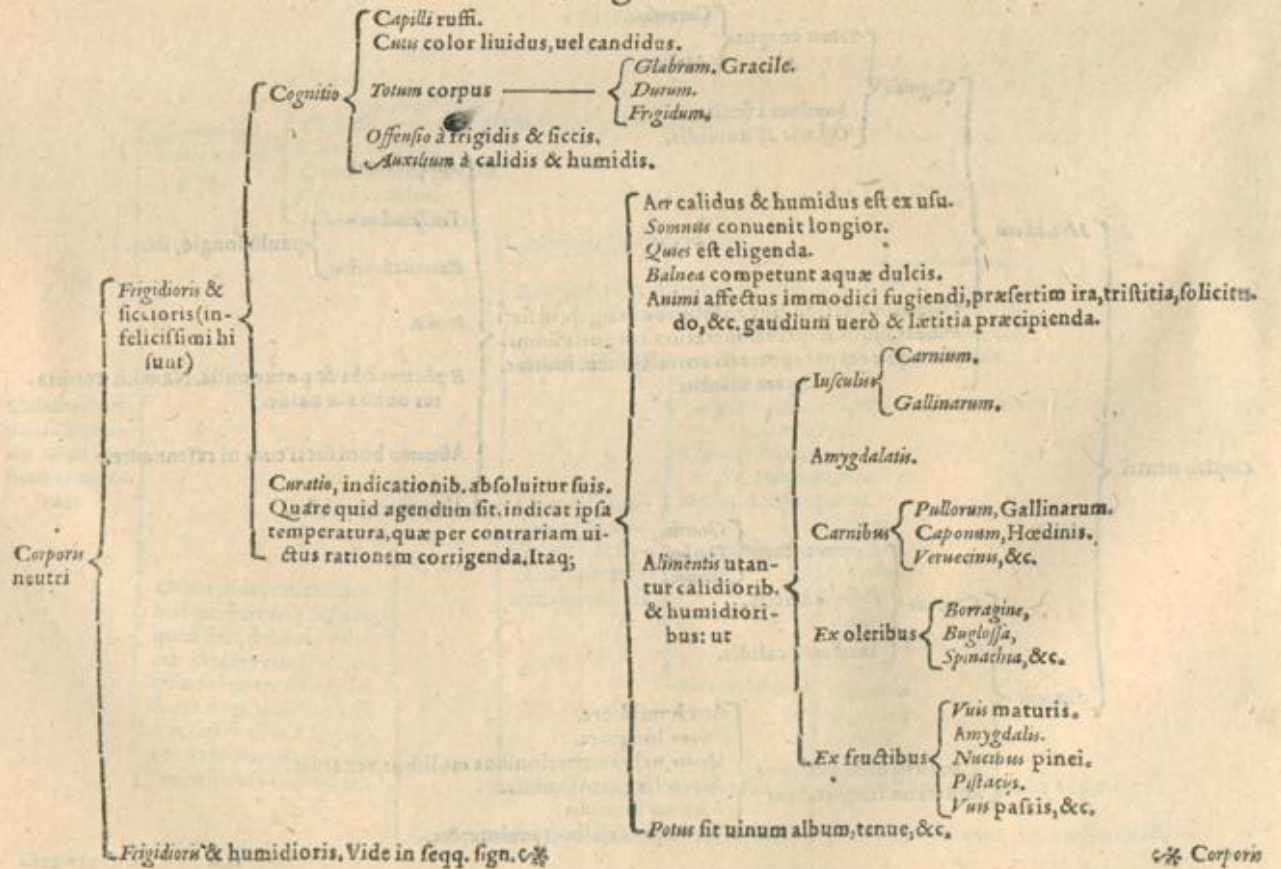 Corporis
neutri
Frigidioris &
siccioris (in-
felicissimi hi
sunt)
Cognitio
Capilli ruffi.
Cutis color liuidus, uel candidus.
Totum corpus
Glabrum. Gracile.
Durum.
Frigidum.
Offensio à frigidis & siccis.
Auxilium à calidis & humidis.
Curatio, indicationib. absoluitur suis.
Quare quid agendum sit, indicat ipsa
temperatura, quæ per contrariam ui-
ctus rationem corrigenda. Itaq;
Aer calidus & humidus est ex usu.
Somnus conuenit longior.
Quies est eligenda.
Balnea competunt aquæ dulcis.
Animi affectus immodici fugiendi, præsertim ira, tristitia, solicitu-
do, &c. gaudium uerò & lætitia præcipienda.
Alimentis utan-
tur calidiorib.
& humidiori-
bus: ut
Iusculis
Carnium.
Gallinarum.
Amygdalatis.
Carnibus
Pullorum, Gallinarum.
Caponum, Hœdinis.
Veruecinis, &c.
Ex oleribus
Borragine,
Buglossa,
Spinachia, &c.
Ex fructibus
Vuis maturis.
Amygdalis.
Nucibus pinei.
Pistacijs.
Vuis passis, &c.
Potus sit uinum album, tenue, &c.
Frigidioris & humidioris. Vide in seqq. sign.
Corporis